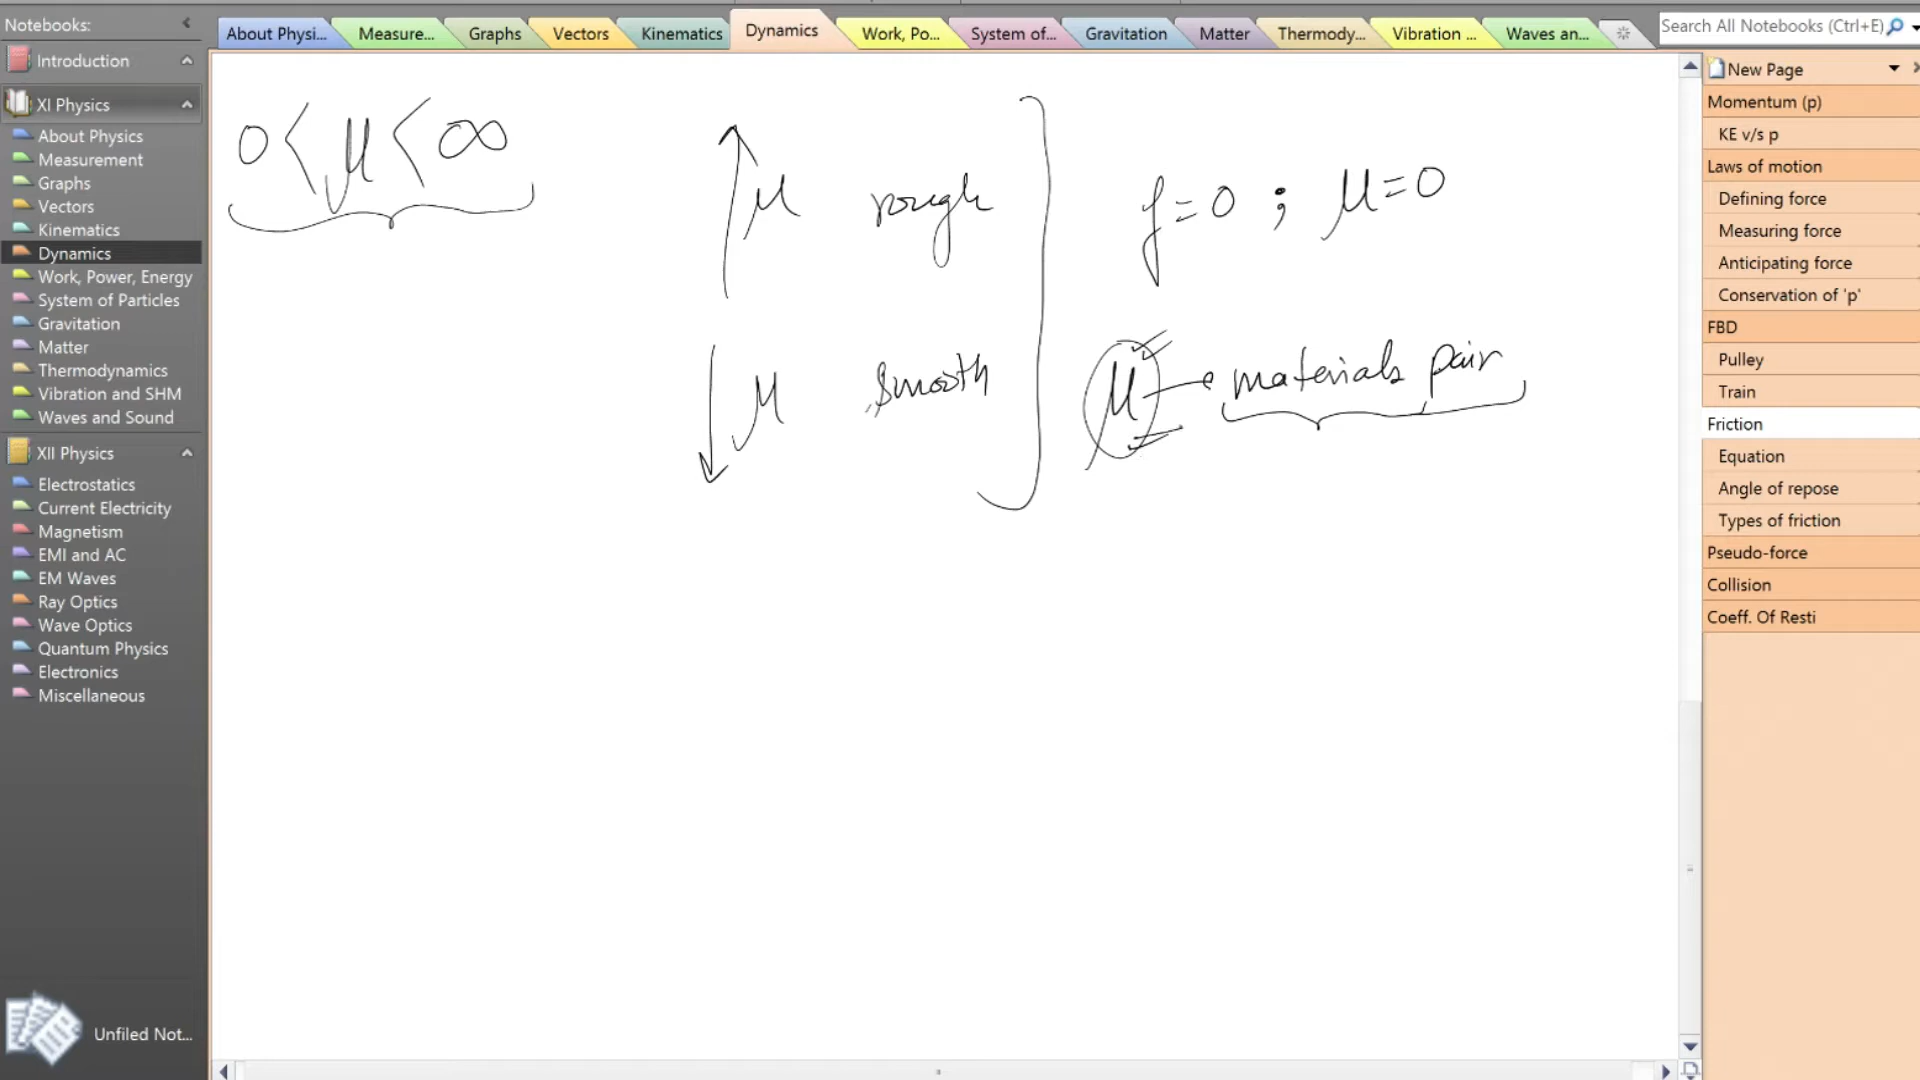 Notebooks:
Introduction
XI Physics
About Physics
Measurement
Graphs
Vectors
Kinematics
Dynamics
Work, Power, Energy
System of Particles
Gravitation
Matter
Thermodynamics
Vibration and SHM
Waves and Sound
XII Physics
Electrostatics
Current Electricity
Magnetism
EMI and AC
EM Waves
Ray Optics
Wave Optics
Quantum Physics
Electronics
Miscellaneous
Unfiled Not...
About Physi... Measure... Graphs Vectors Kinematics Dynamics Work, Po... System of... Gravitation Matter Thermody... Vibration ... Waves an...
Search All Notebooks (Ctrl+E)
0 < μ < ∞
↑ μ rough
f = 0 ; μ = 0
↓ μ smooth
μ materials pair
New Page
Momentum (p)
KE v/s p
Laws of motion
Defining force
Measuring force
Anticipating force
Conservation of 'p'
FBD
Pulley
Train
Friction
Equation
Angle of repose
Types of friction
Pseudo-force
Collision
Coeff. Of Resti